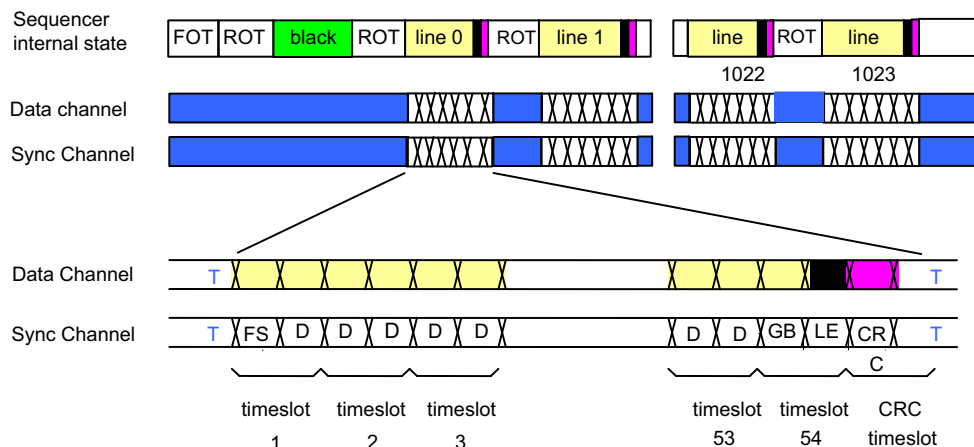 Sequencer
internal state
FOT ROT black ROT line 0 ROT line 1 line ROT line
1022 1023
Data channel
Sync Channel
Data Channel T T
Sync Channel T FS D D D D D D D GB LE CR T
C
timeslot timeslot timeslot timeslot timeslot CRC
1 2 3 53 54 timeslot